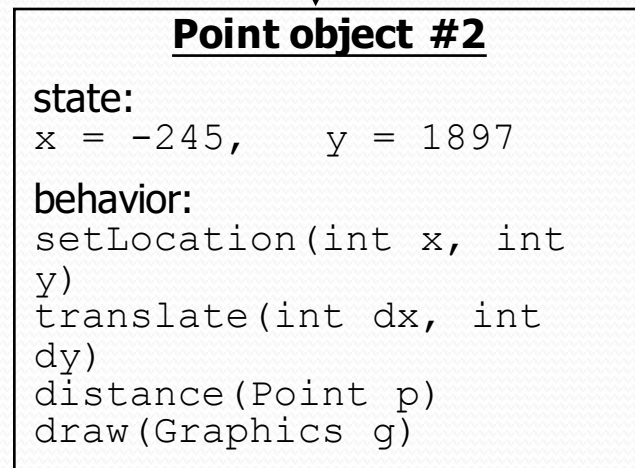 Point object #2
state:
x = -245, y = 1897
behavior:
setLocation(int x, int
y)
translate(int dx, int
dy)
distance(Point p)
draw(Graphics g)